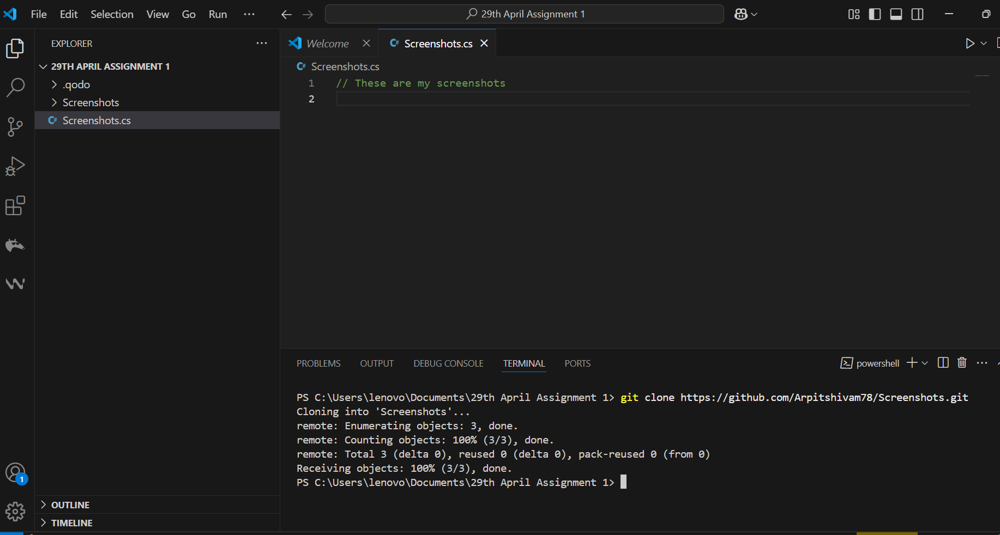 File Edit Selection View Go Run ···
29th April Assignment 1
EXPLORER
29TH APRIL ASSIGNMENT 1
.qodo
Screenshots
C# Screenshots.cs
Welcome
C# Screenshots.cs
C# Screenshots.cs
1 // These are my screenshots
2
PROBLEMS OUTPUT DEBUG CONSOLE TERMINAL PORTS
powershell
PS C:\Users\lenovo\Documents\29th April Assignment 1> git clone https://github.com/Arpitshivam78/Screenshots.git
Cloning into 'Screenshots'...
remote: Enumerating objects: 3, done.
remote: Counting objects: 100% (3/3), done.
remote: Total 3 (delta 0), reused 0 (delta 0), pack-reused 0 (from 0)
Receiving objects: 100% (3/3), done.
PS C:\Users\lenovo\Documents\29th April Assignment 1>
1
OUTLINE
TIMELINE